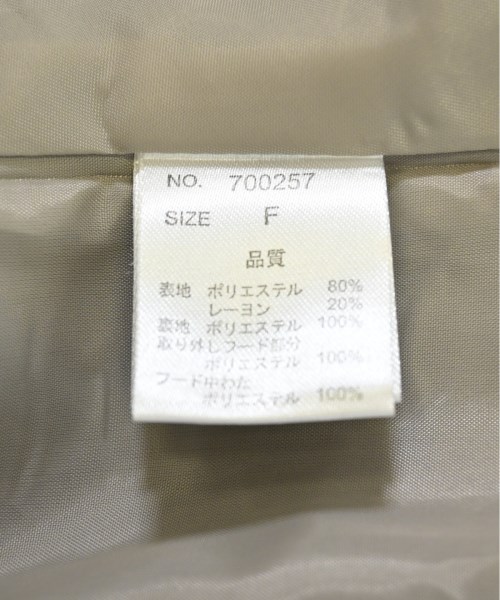 NO. 700257
SIZE F
品質
表地 ポリエステル 80%
レーヨン 20%
裏地 ポリエステル 100%
取り外しフード部分
ポリエステル 100%
フード中わた
ポリエステル 100%